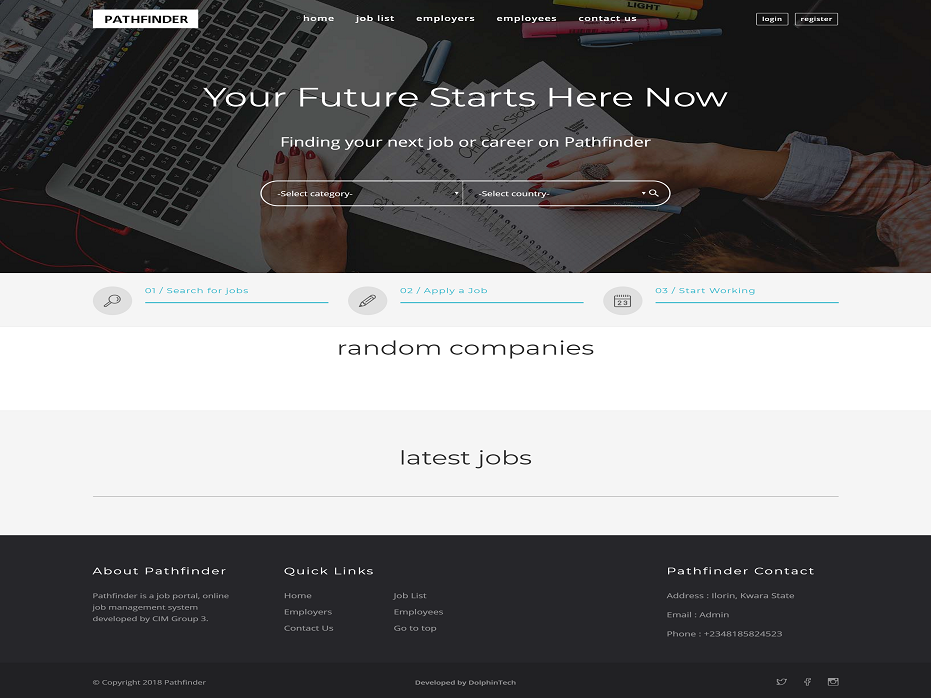 PATHFINDER
home job list employers employees contact us
login register
LIGHT
Your Future Starts Here Now
Finding your next job or career on Pathfinder
-Select category- -Select country-
01 / Search for jobs
02 / Apply a Job
23
03 / Start Working
random companies
latest jobs
About Pathfinder
Pathfinder is a job portal, online
job management system
developed by CIM Group 3.
Quick Links
Home Job List
Employers Employees
Contact Us Go to top
Pathfinder Contact
Address : Ilorin, Kwara State
Email : Admin
Phone : +2348185824523
© Copyright 2018 Pathfinder
Developed by DolphinTech